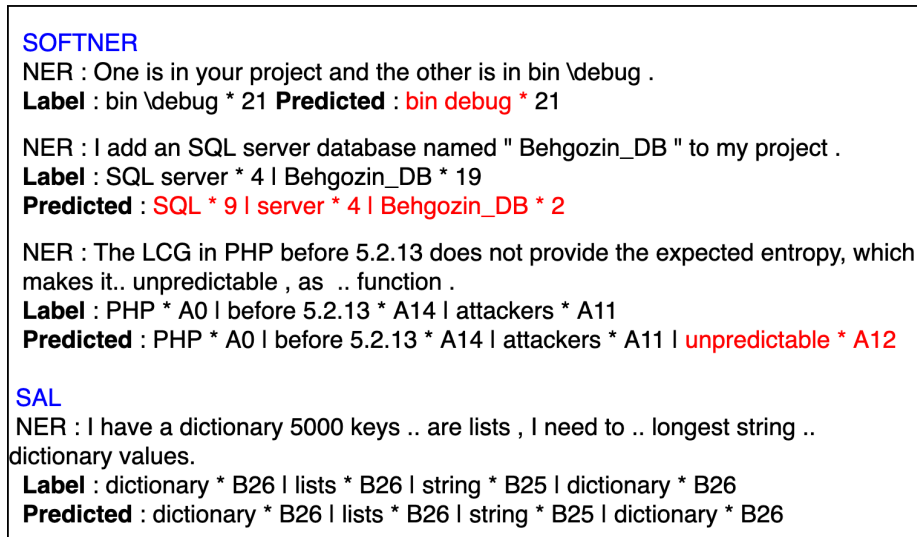 SOFTNER
NER : One is in your project and the other is in bin \debug .
Label : bin \debug * 21 Predicted : bin debug * 21
NER : I add an SQL server database named " Behgozin_DB " to my project .
Label : SQL server * 4 l Behgozin_DB * 19
Predicted : SQL * 9 l server * 4 l Behgozin_DB * 2
NER : The LCG in PHP before 5.2.13 does not provide the expected entropy, which
makes it.. unpredictable , as .. function .
Label : PHP * A0 l before 5.2.13 * A14 l attackers * A11
Predicted : PHP * A0 l before 5.2.13 * A14 l attackers * A11 l unpredictable * A12
SAL
NER : I have a dictionary 5000 keys .. are lists , I need to .. longest string ..
dictionary values.
Label : dictionary * B26 l lists * B26 l string * B25 l dictionary * B26
Predicted : dictionary * B26 l lists * B26 l string * B25 l dictionary * B26